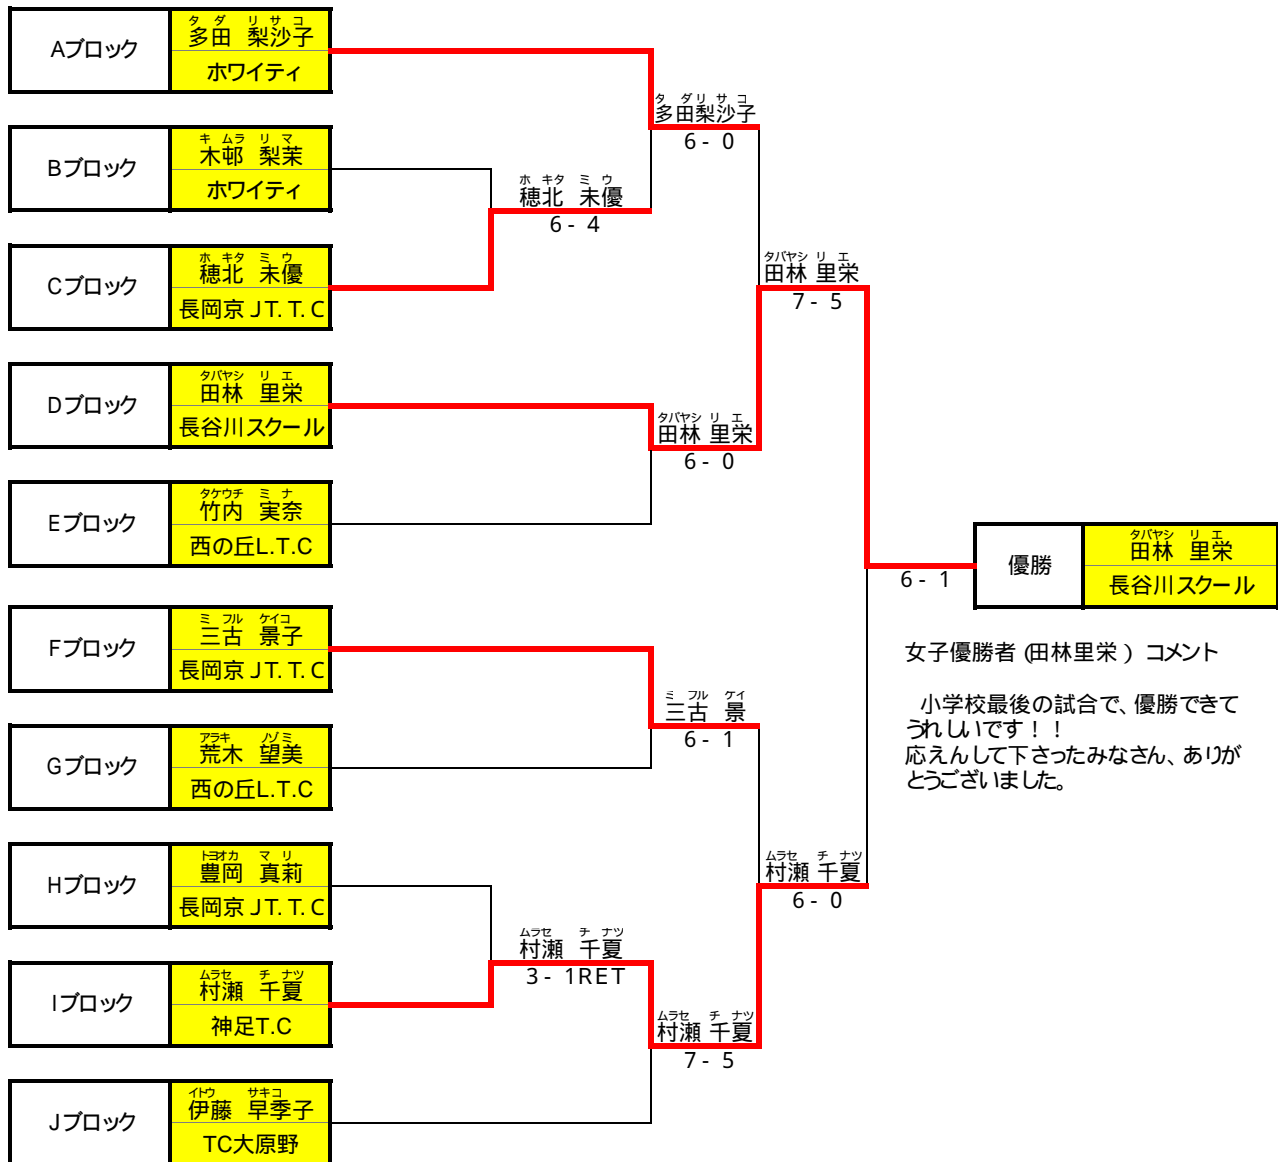 タ ダ リ サ コ
Aブロック 多田 梨沙子
ホワイティ
タ ダ リ サ コ
多田梨沙子
6 - 0
キ ムラ リ マ
Bブロック 木邨 梨茉
ホワイティ
ホ キタ ミ ウ
穂北 未優
6 - 4
ホ キタ ミ ウ
Cブロック 穂北 未優
長岡京 J T. T. C
タバヤシ リ エ
田林 里栄
7 - 5
タバヤシ リ エ
Dブロック 田林 里栄
長谷川スクール
タバヤシ リ エ
田林 里栄
6 - 0
タケウチ ミ ナ
Eブロック 竹内 実奈
西の丘L.T.C
タバヤシ リ エ
優勝 田林 里栄
長谷川スクール
6 - 1
ミ フル ケイコ
Fブロック 三古 景子
長岡京 J T. T. C
女子優勝者 (田林里栄 ) コメント
小学校最後の試合で、優勝できて
うれしいです！！
応えんして下さったみなさん、ありが
とうございました。
ミ フル ケイ
三古 景
6 - 1
アラキ ノゾミ
Gブロック 荒木 望美
西の丘L.T.C
トヨオカ マ リ
Hブロック 豊岡 真莉
長岡京 J T. T. C
ムラセ チ ナツ
村瀬 千夏
6 - 0
ムラセ チ ナツ
村瀬 千夏
3 - 1RET
ムラセ チ ナツ
Iブロック 村瀬 千夏
神足T.C
ムラセ チ ナツ
村瀬 千夏
7 - 5
イトウ サキコ
Jブロック 伊藤 早季子
TC大原野